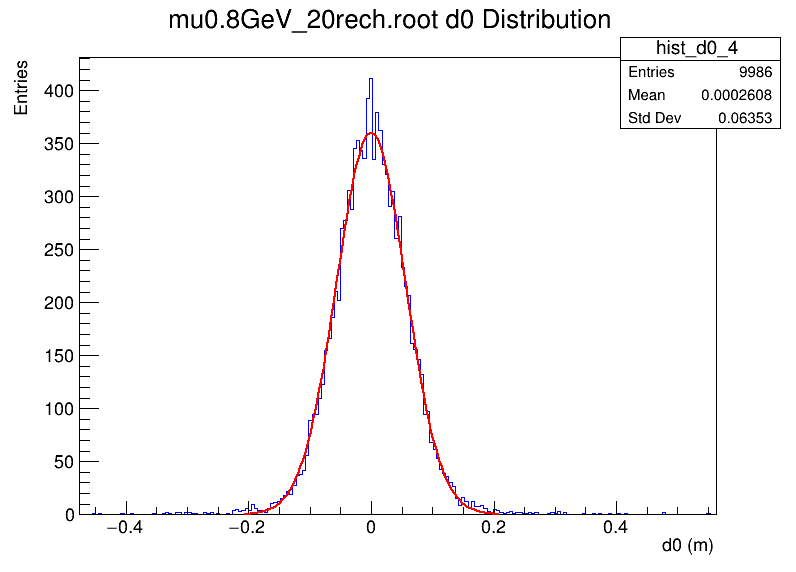 mu0.8GeV_20rech.root d0 Distribution
hist_d0_4
Entries 9986
Mean 0.0002608
Std Dev 0.06353
Entries
400
350
300
250
200
150
100
50
0
−0.4 −0.2 0 0.2 0.4
d0 (m)